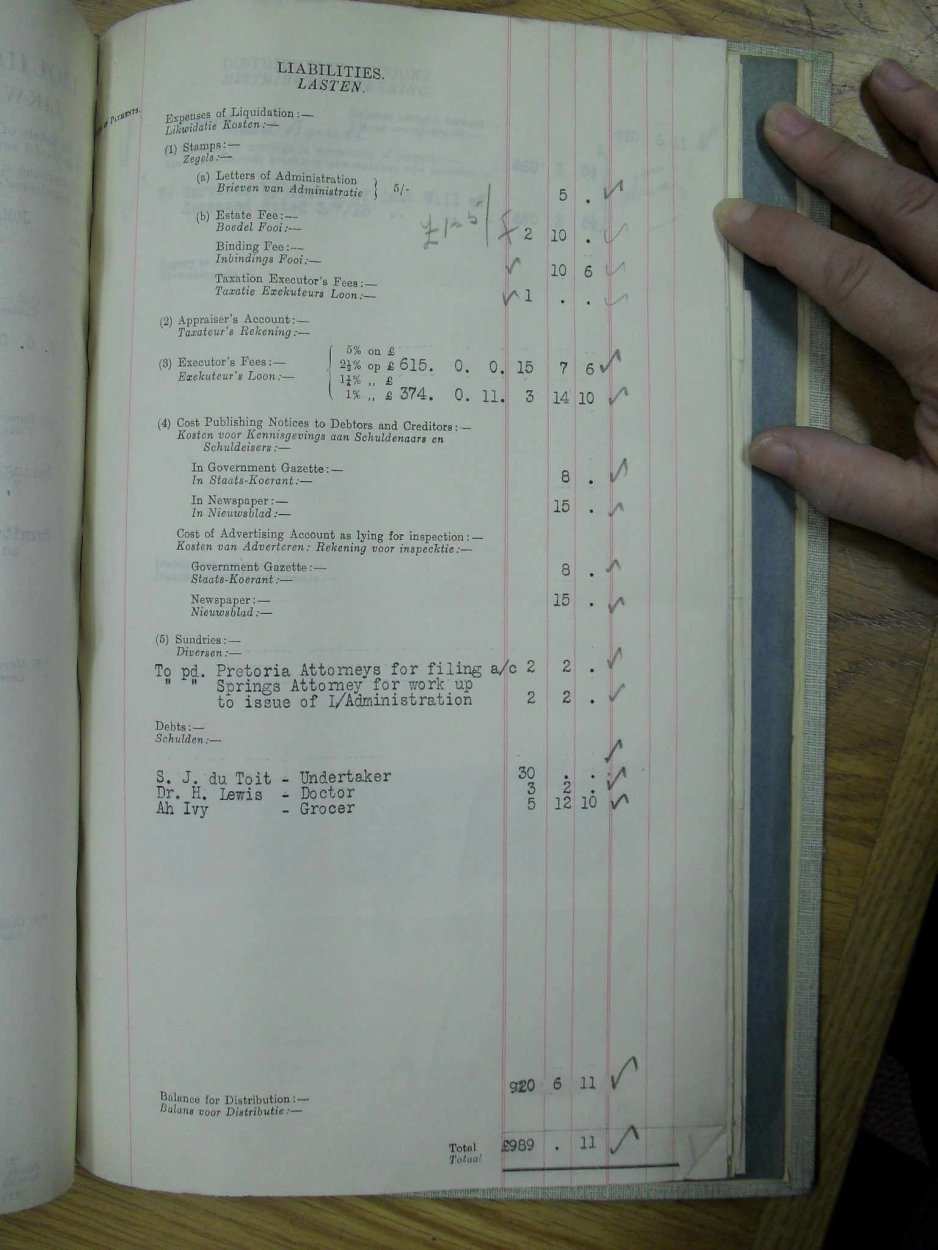 LIABILITIES.
LASTEN.
OF PAYMENTS.
Expenses of Liquidation:—
Likwidatie Kosten:—
(1) Stamps:—
Zegels:—
(a) Letters of Administration
Brieven van Administratie } 5/- 5 .
(b) Estate Fee:—
Boedel Fooi:— 2 10 .
Binding Fee:—
Inbindings Fooi:— 10 6
Taxation Executor's Fees:—
Taxatie Exekuteurs Loon:— 1 . .
(2) Appraiser's Account:—
Taxateur's Rekening:—
5% on £
(3) Executor's Fees:— 2½% op £ 615. 0. 0. 15 7 6
Exekuteur's Loon:— 1¼% ,, £
1% ,, £ 374. 0. 11. 3 14 10
(4) Cost Publishing Notices to Debtors and Creditors:—
Kosten voor Kennisgevings aan Schuldenaars en
Schuldeisers:—
In Government Gazette:—
In Staats-Koerant:— 8 .
In Newspaper:—
In Nieuwsblad:— 15 .
Cost of Advertising Account as lying for inspection:—
Kosten van Adverteren: Rekening voor inspecktie:—
Government Gazette:—
Staats-Koerant:— 8 .
Newspaper:—
Nieuwsblad:— 15 .
(5) Sundries:—
Diversen:—
To pd. Pretoria Attorneys for filing a/c 2 2 .
" " Springs Attorney for work up
to issue of L/Administration 2 2 .
Debts:—
Schulden:—
S. J. du Toit - Undertaker 30 . .
Dr. H. Lewis - Doctor 3 2 .
Ah Ivy - Grocer 5 12 10
Balance for Distribution:— 920 6 11
Balans voor Distributie:—
Total £989 . 11
Totaal